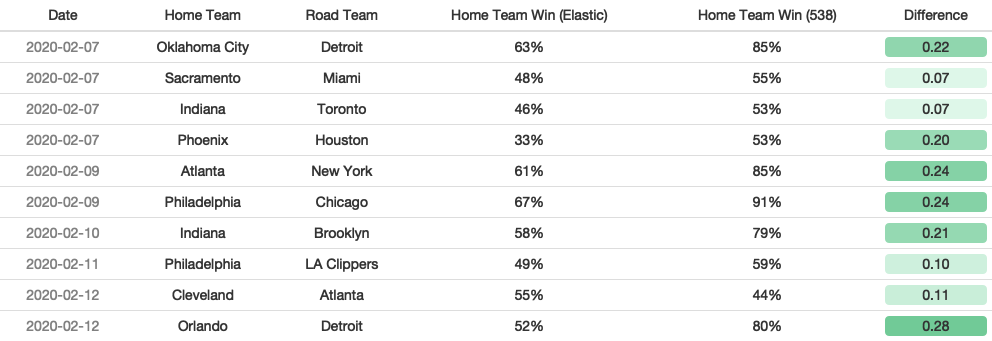 Date Home Team Road Team Home Team Win (Elastic) Home Team Win (538) Difference
2020-02-07 Oklahoma City Detroit 63% 85% 0.22
2020-02-07 Sacramento Miami 48% 55% 0.07
2020-02-07 Indiana Toronto 46% 53% 0.07
2020-02-07 Phoenix Houston 33% 53% 0.20
2020-02-09 Atlanta New York 61% 85% 0.24
2020-02-09 Philadelphia Chicago 67% 91% 0.24
2020-02-10 Indiana Brooklyn 58% 79% 0.21
2020-02-11 Philadelphia LA Clippers 49% 59% 0.10
2020-02-12 Cleveland Atlanta 55% 44% 0.11
2020-02-12 Orlando Detroit 52% 80% 0.28